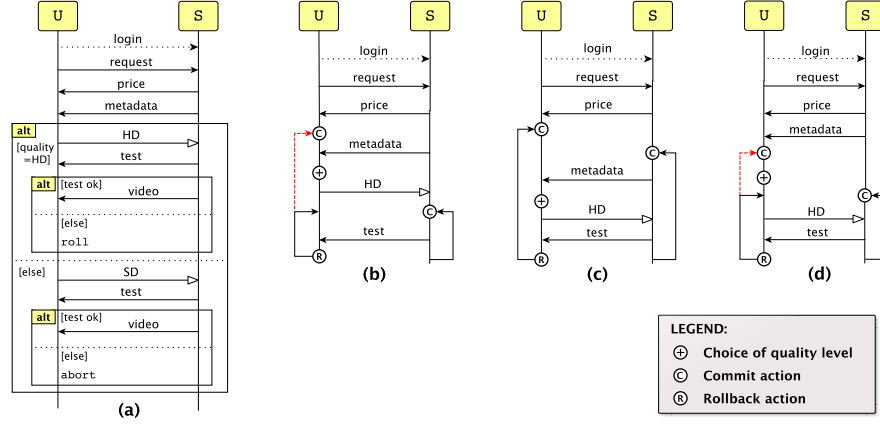 U
S
login
request
price
metadata
alt
HD
[quality
=HD]
test
alt
[test ok]
video
[else]
roll
[else]
SD
test
alt
[test ok]
video
[else]
abort
(a)
U
S
login
request
price
C
metadata
+
HD
C
test
R
(b)
U
S
login
request
price
C
C
metadata
+
HD
test
R
(c)
U
S
login
request
price
metadata
C
+
C
HD
test
R
(d)
LEGEND:
+ Choice of quality level
C Commit action
R Rollback action